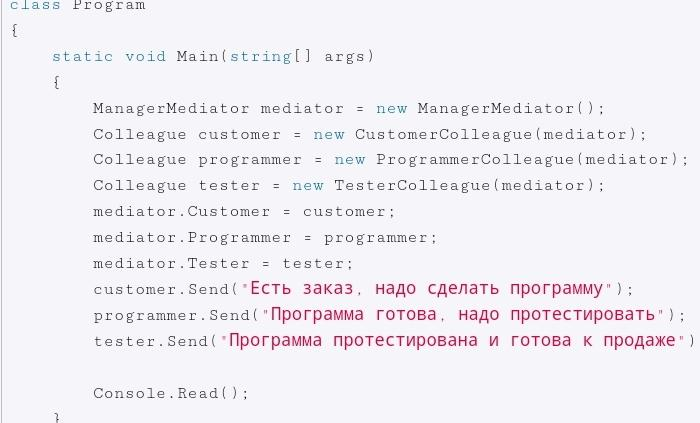 class Program
{
static void Main(string[] args)
{
ManagerMediator mediator = new ManagerMediator();
Colleague customer = new CustomerColleague(mediator);
Colleague programmer = new ProgrammerColleague(mediator);
Colleague tester = new TesterColleague(mediator);
mediator.Customer = customer;
mediator.Programmer = programmer;
mediator.Tester = tester;
customer.Send("Есть заказ, надо сделать программу");
programmer.Send("Программа готова, надо протестировать");
tester.Send("Программа протестирована и готова к продаже")
Console.Read();
}